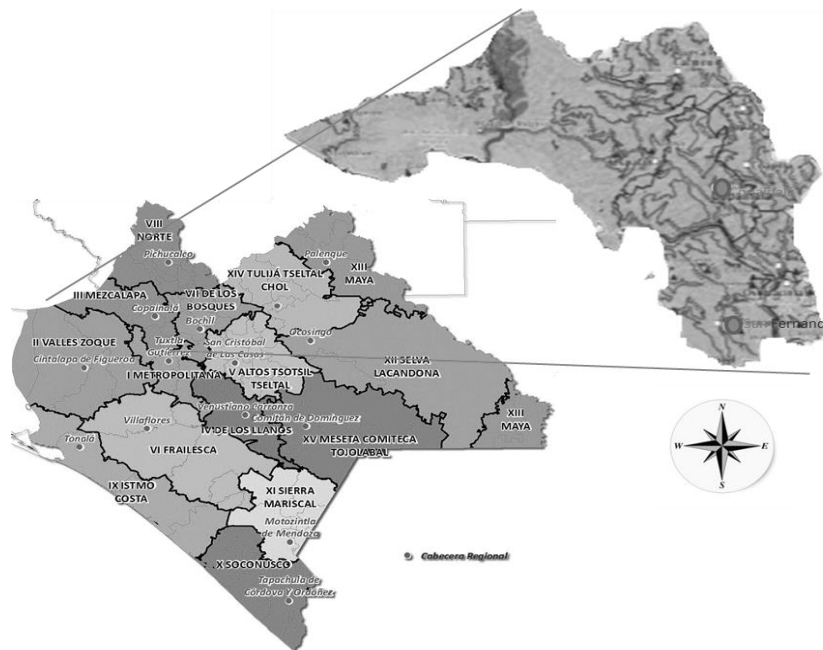 VIII
NORTE
Pichucalco
XIV TULIJÁ TSELTAL
CHOL
Palenque
XIII
MAYA
III MEZCALAPA
VII DE LOS
BOSQUES
Copainalá
Bochil
Ocosingo
II VALLES ZOQUE
Tuxtla
Gutiérrez
San Cristóbal
de Las Casas
Cintalapa de Figueroa
I METROPOLITANA
V ALTOS TSOTSIL
TSELTAL
XII SELVA
LACANDONA
Venustiano Carranza
Comitán de Domínguez
Villaflores
IV DE LOS LLANOS
XV MESETA COMITECA
TOJOLABAL
XIII
MAYA
Tonalá
VI FRAILESCA
IX ISTMO
COSTA
XI SIERRA
MARISCAL
Motozintla
de Mendoza
X SOCONUSCO
Tapachula de
Córdova Y Ordoñez
Cabecera Regional
N
W
E
S